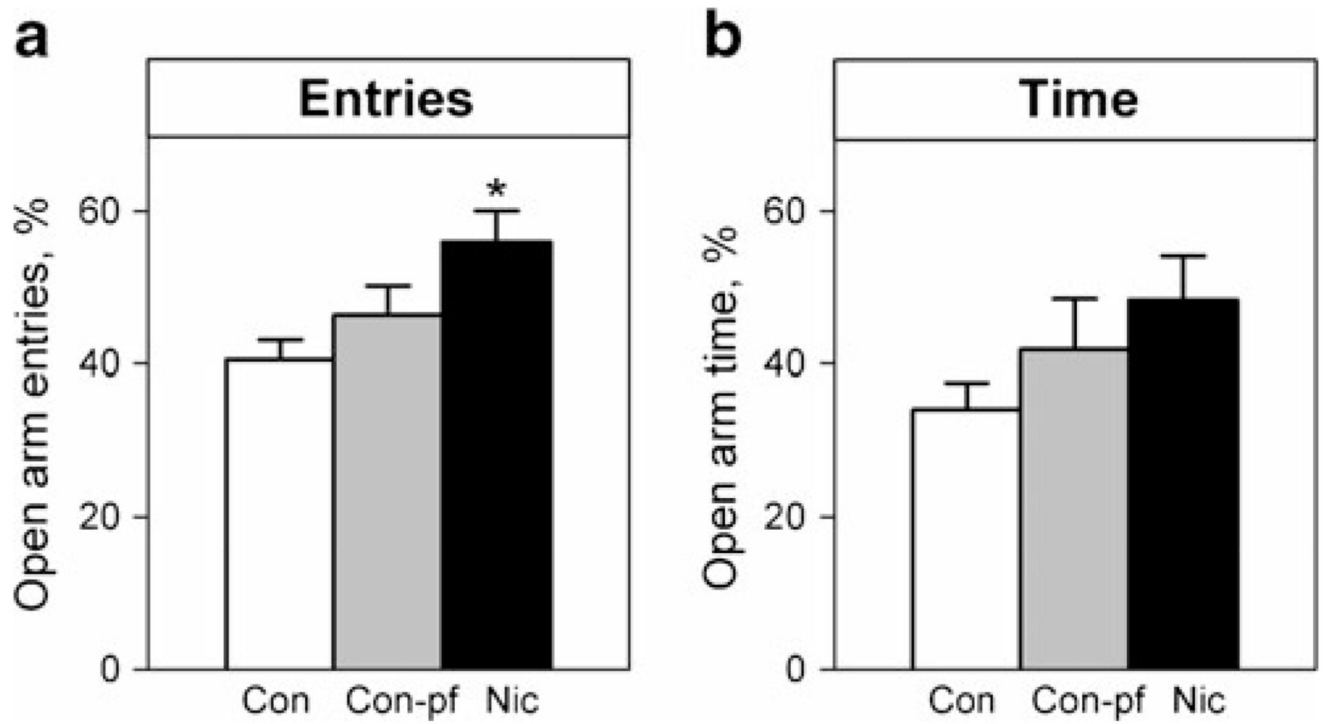 a
Entries
Open arm entries, %
60
40
20
0
*
Con Con-pf Nic
b
Time
Open arm time, %
60
40
20
0
Con Con-pf Nic